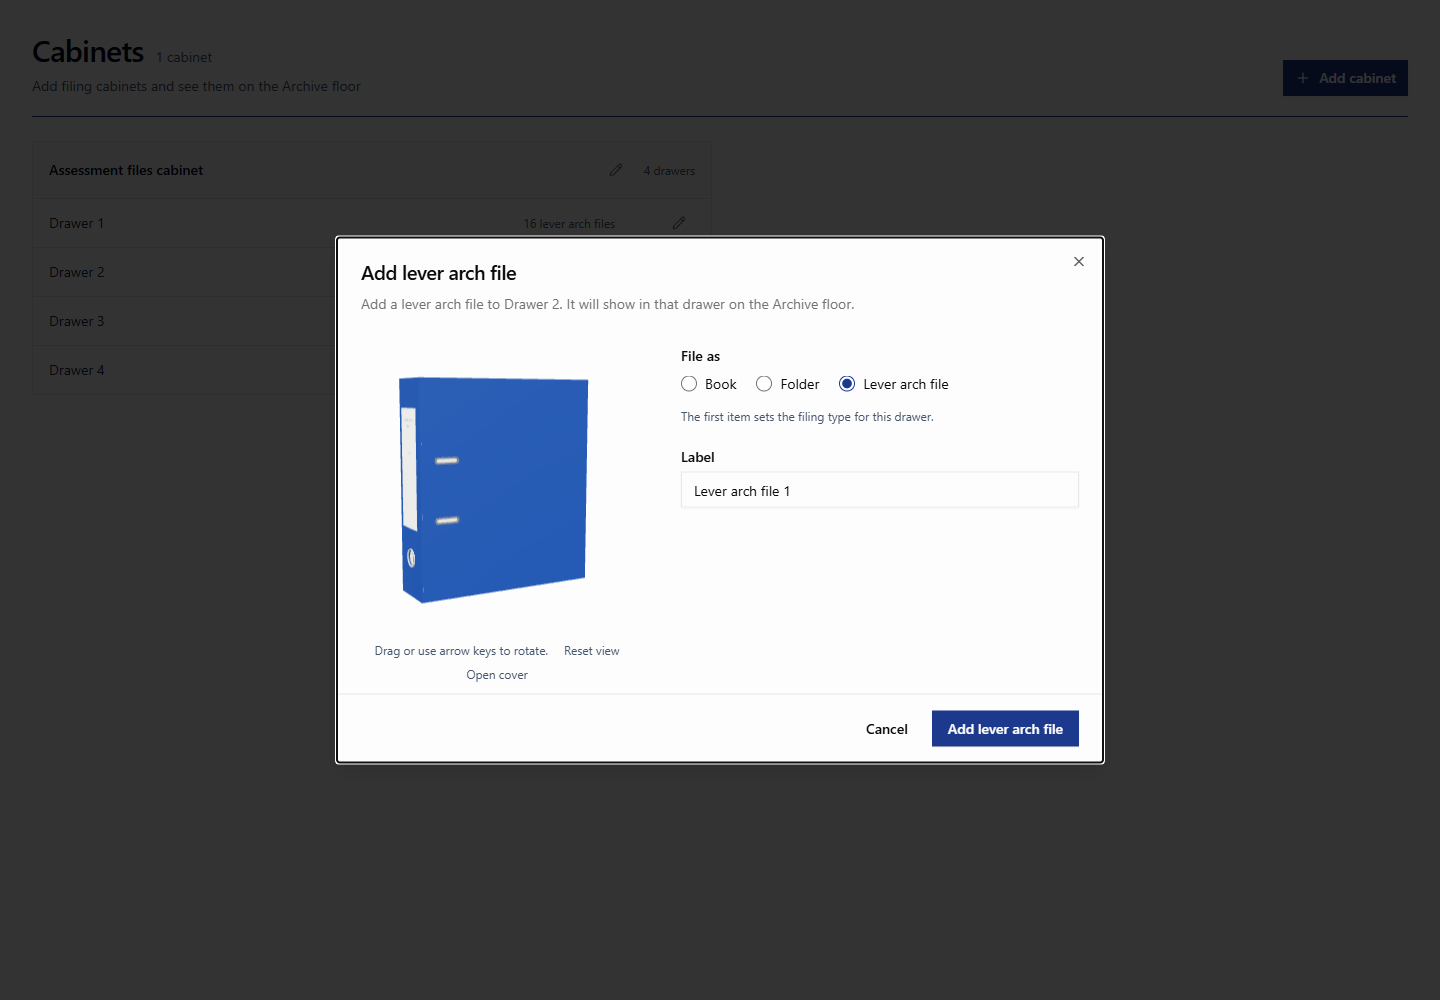 Cabinets 1 cabinet
Add filing cabinets and see them on the Archive floor
Add cabinet
Assessment files cabinet 4 drawers
Drawer 1 16 lever arch files
Drawer 2
Drawer 3
Drawer 4
Add lever arch file
Add a lever arch file to Drawer 2. It will show in that drawer on the Archive floor.
File as
Book Folder Lever arch file
The first item sets the filing type for this drawer.
Label
Lever arch file 1
Drag or use arrow keys to rotate. Reset view
Open cover
Cancel Add lever arch file